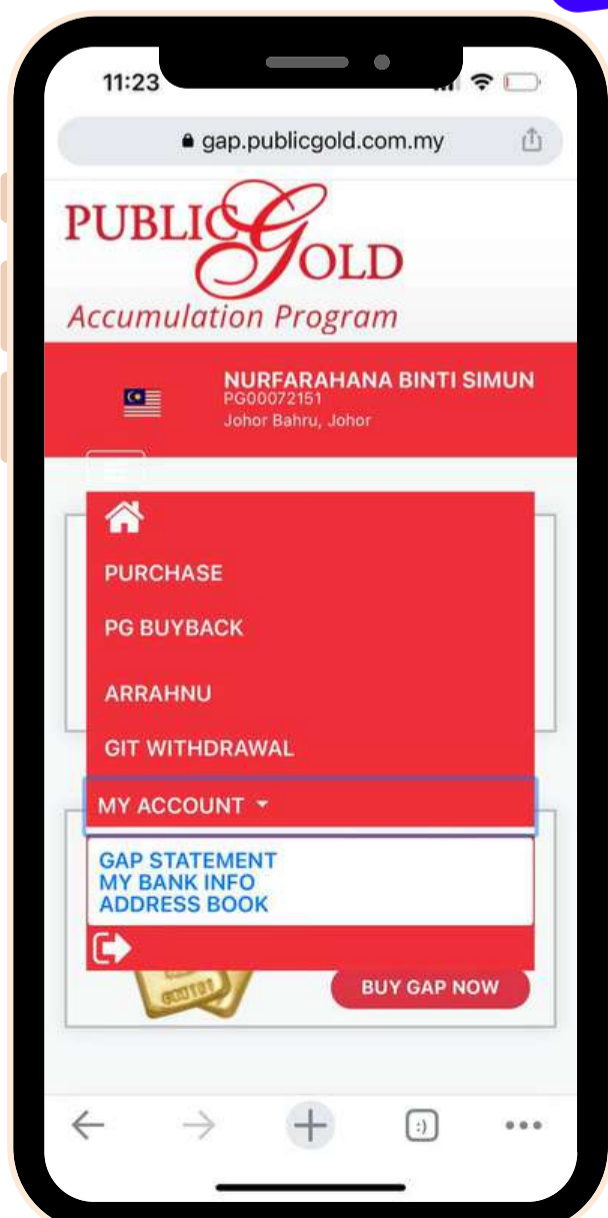 11:23
gap.publicgold.com.my
PUBLIC GOLD
Accumulation Program
NURFARAHANA BINTI SIMUN
PG00072151
Johor Bahru, Johor
PURCHASE
PG BUYBACK
ARRAHNU
GIT WITHDRAWAL
MY ACCOUNT
GAP STATEMENT
MY BANK INFO
ADDRESS BOOK
BUY GAP NOW
:)